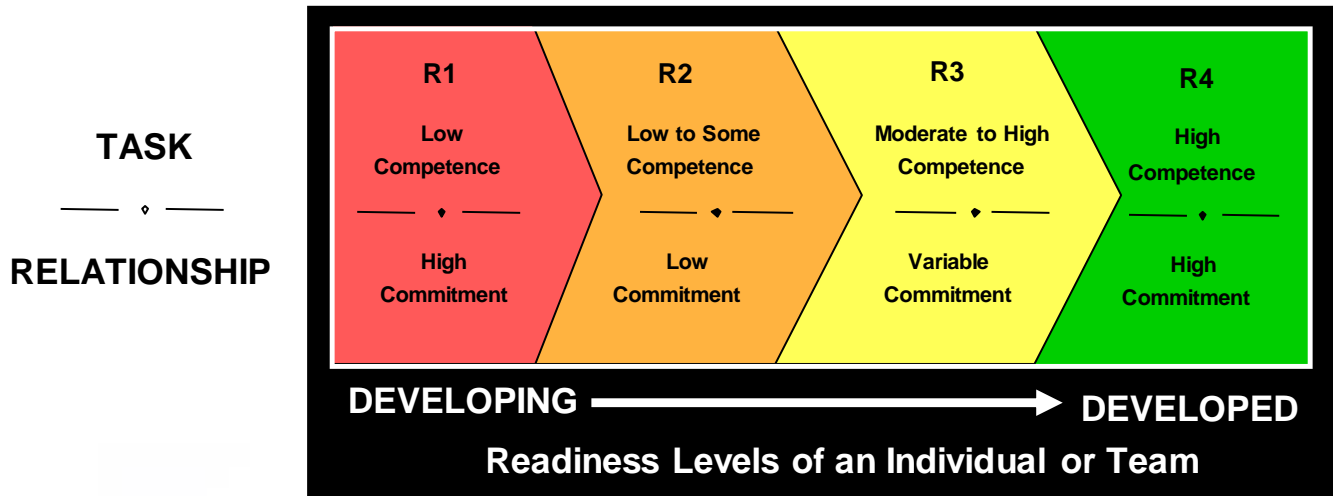 TASK
RELATIONSHIP
R1
Low
Competence
High
Commitment
R2
Low to Some
Competence
Low
Commitment
R3
Moderate to High
Competence
Variable
Commitment
R4
High
Competence
High
Commitment
DEVELOPING
DEVELOPED
Readiness Levels of an Individual or Team